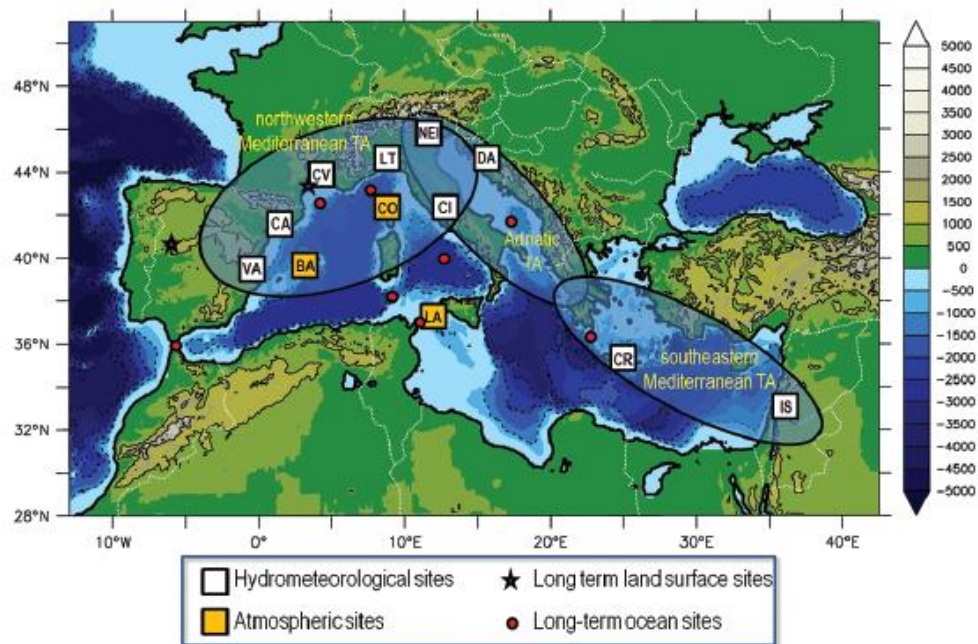 48°N
44°N
40°N
36°N
32°N
28°N
10°W
0°
10°E
20°E
30°E
40°E
northwestern
Mediterranean TA
NEI
LT
DA
CV
CO
CI
CA
VA
BA
Adriatic
TA
LA
CR
southeastern
Mediterranean TA
IS
5000
4500
4000
3500
3000
2500
2000
1500
1000
500
0
−500
−1000
−1500
−2000
−2500
−3000
−3500
−4000
−4500
−5000
Hydrometeorological sites
Long term land surface sites
Atmospheric sites
Long-term ocean sites